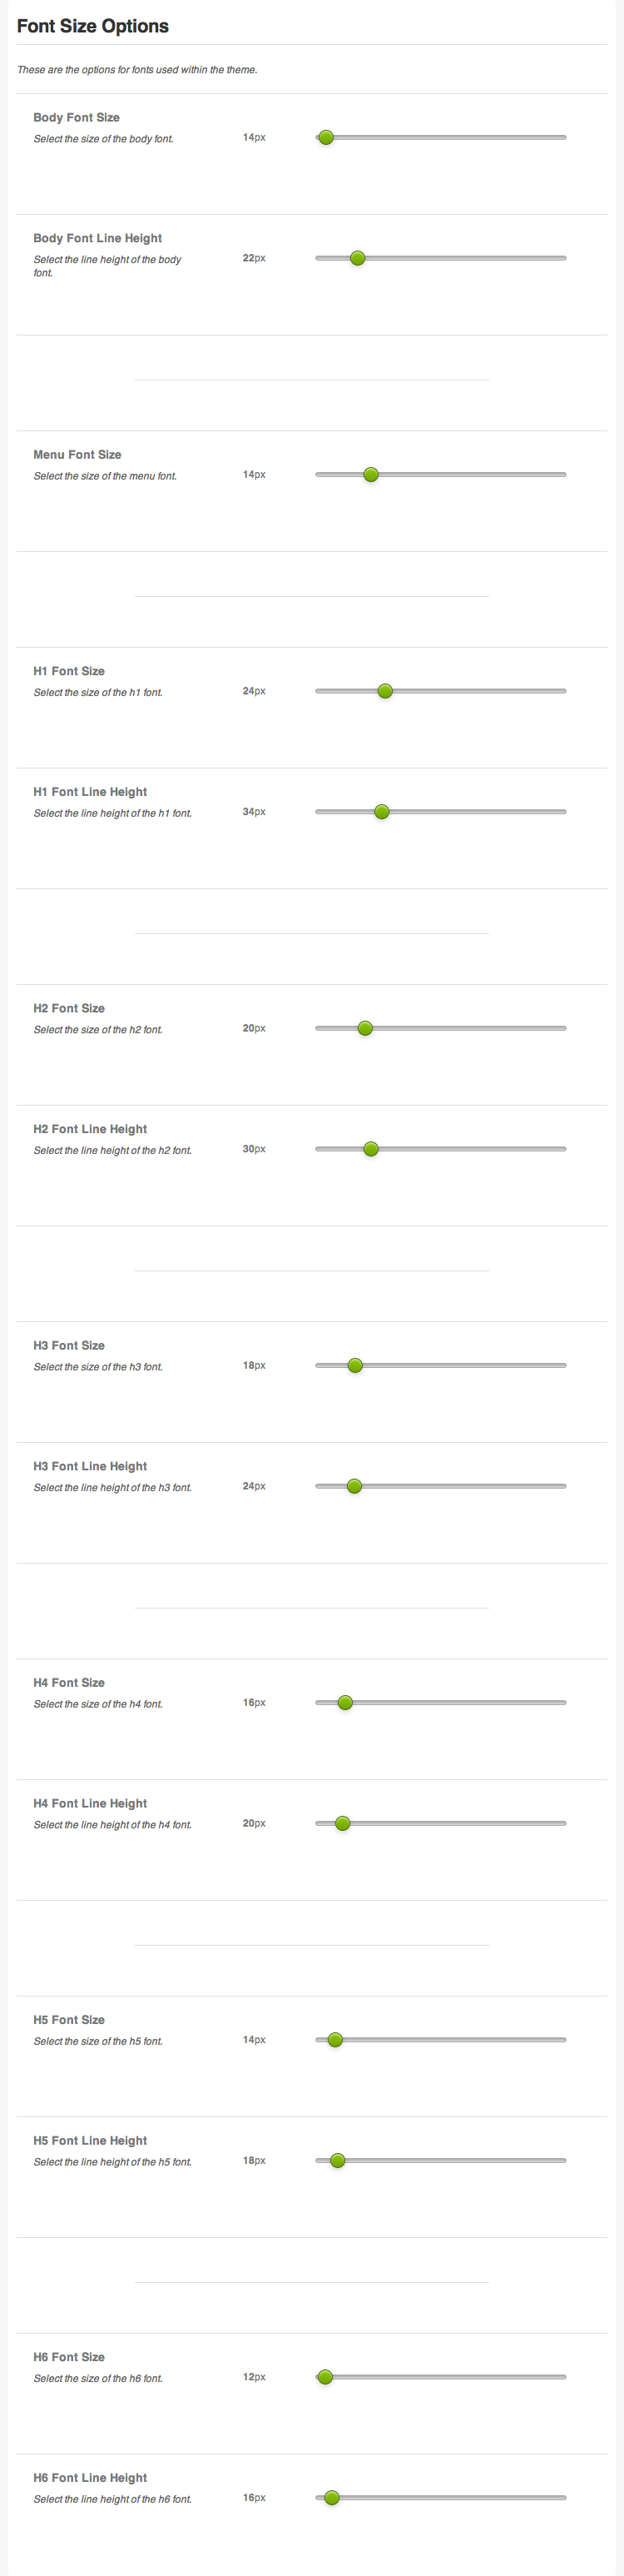 Font Size Options
These are the options for fonts used within the theme.
Body Font Size
Select the size of the body font.
14px
Body Font Line Height
Select the line height of the body
font.
22px
Menu Font Size
Select the size of the menu font.
14px
H1 Font Size
Select the size of the h1 font.
24px
H1 Font Line Height
Select the line height of the h1 font.
34px
H2 Font Size
Select the size of the h2 font.
20px
H2 Font Line Height
Select the line height of the h2 font.
30px
H3 Font Size
Select the size of the h3 font.
18px
H3 Font Line Height
Select the line height of the h3 font.
24px
H4 Font Size
Select the size of the h4 font.
16px
H4 Font Line Height
Select the line height of the h4 font.
20px
H5 Font Size
Select the size of the h5 font.
14px
H5 Font Line Height
Select the line height of the h5 font.
18px
H6 Font Size
Select the size of the h6 font.
12px
H6 Font Line Height
Select the line height of the h6 font.
16px